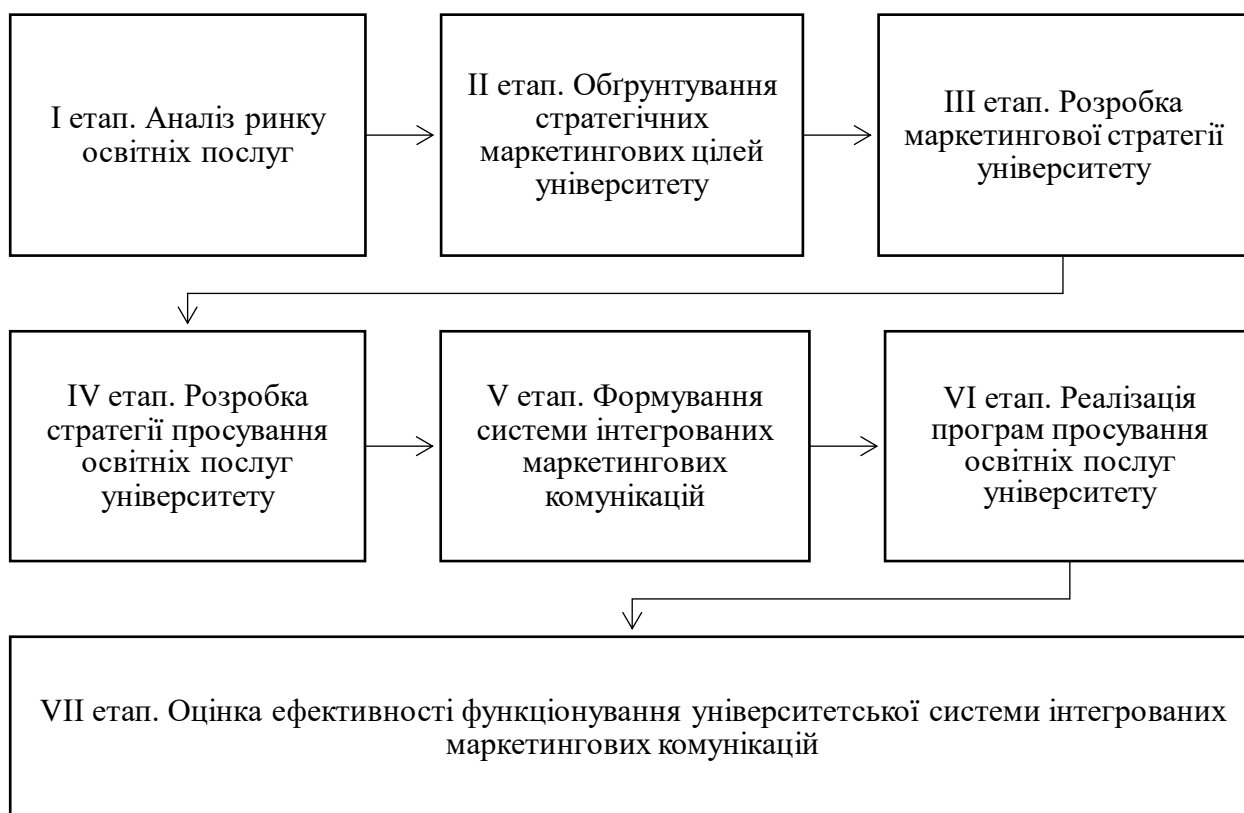 I етап. Аналіз ринку
освітніх послуг
II етап. Обґрунтування
стратегічних
маркетингових цілей
університету
III етап. Розробка
маркетингової стратегії
університету
IV етап. Розробка
стратегії просування
освітніх послуг
університету
V етап. Формування
системи інтегрованих
маркетингових
комунікацій
VI етап. Реалізація
програм просування
освітніх послуг
університету
VII етап. Оцінка ефективності функціонування університетської системи інтегрованих
маркетингових комунікацій